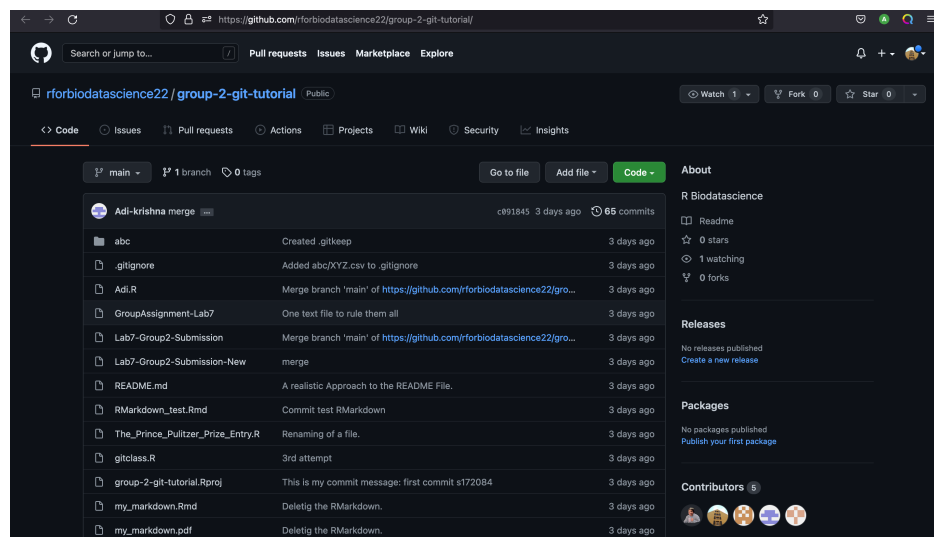 https://github.com/rforbiodatascience22/group-2-git-tutorial/
Search or jump to... / Pull requests Issues Marketplace Explore
rforbiodatascience22 / group-2-git-tutorial Public
Watch 1 Fork 0 Star 0
Code Issues Pull requests Actions Projects Wiki Security Insights
main 1 branch 0 tags Go to file Add file Code
Adi-krishna merge ... c091845 3 days ago 65 commits
abc Created .gitkeep 3 days ago
.gitignore Added abc/XYZ.csv to .gitignore 3 days ago
Adi.R Merge branch 'main' of https://github.com/rforbiodatascience22/gro... 3 days ago
GroupAssignment-Lab7 One text file to rule them all 3 days ago
Lab7-Group2-Submission Merge branch 'main' of https://github.com/rforbiodatascience22/gro... 3 days ago
Lab7-Group2-Submission-New merge 3 days ago
README.md A realistic Approach to the README File. 3 days ago
RMarkdown_test.Rmd Commit test RMarkdown 3 days ago
The_Prince_Pulitzer_Prize_Entry.R Renaming of a file. 3 days ago
gitclass.R 3rd attempt 3 days ago
group-2-git-tutorial.Rproj This is my commit message: first commit s172084 3 days ago
my_markdown.Rmd Deletig the RMarkdown. 3 days ago
my_markdown.pdf Deletig the RMarkdown. 3 days ago
About
R Biodatascience
Readme
0 stars
1 watching
0 forks
Releases
No releases published
Create a new release
Packages
No packages published
Publish your first package
Contributors 5